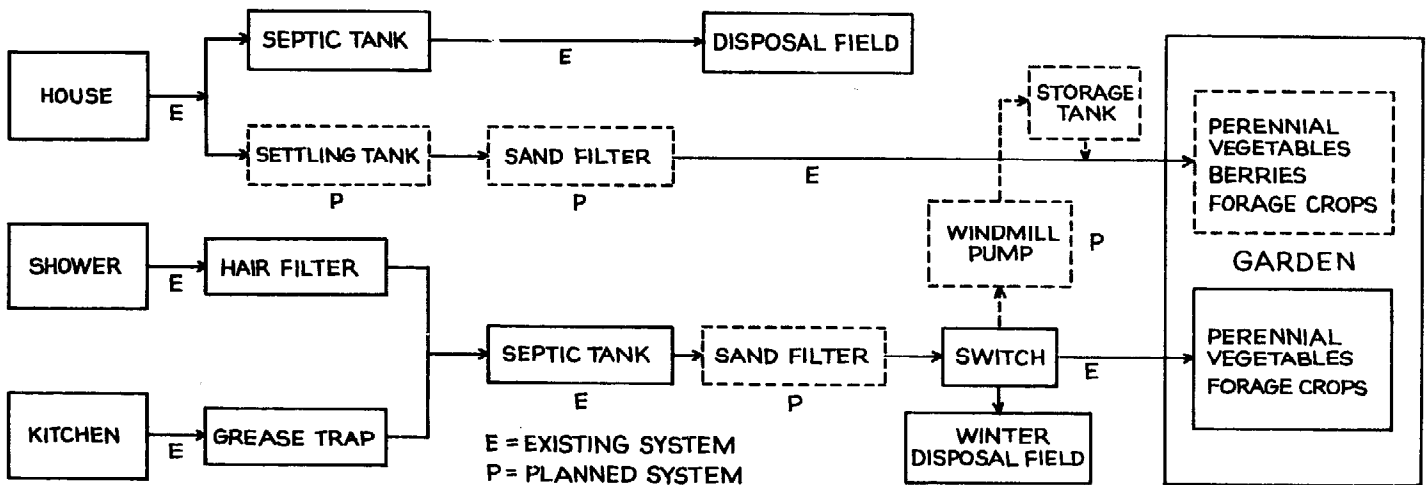 SEPTIC TANK
E
DISPOSAL FIELD
HOUSE
E
SETTLING TANK
P
SAND FILTER
P
E
STORAGE
TANK
PERENNIAL
VEGETABLES
BERRIES
FORAGE CROPS
WINDMILL
PUMP
P
GARDEN
SHOWER
E
HAIR FILTER
SEPTIC TANK
E
SAND FILTER
P
SWITCH
E
PERENNIAL
VEGETABLES
FORAGE CROPS
KITCHEN
E
GREASE TRAP
WINTER
DISPOSAL FIELD
E = EXISTING SYSTEM
P = PLANNED SYSTEM